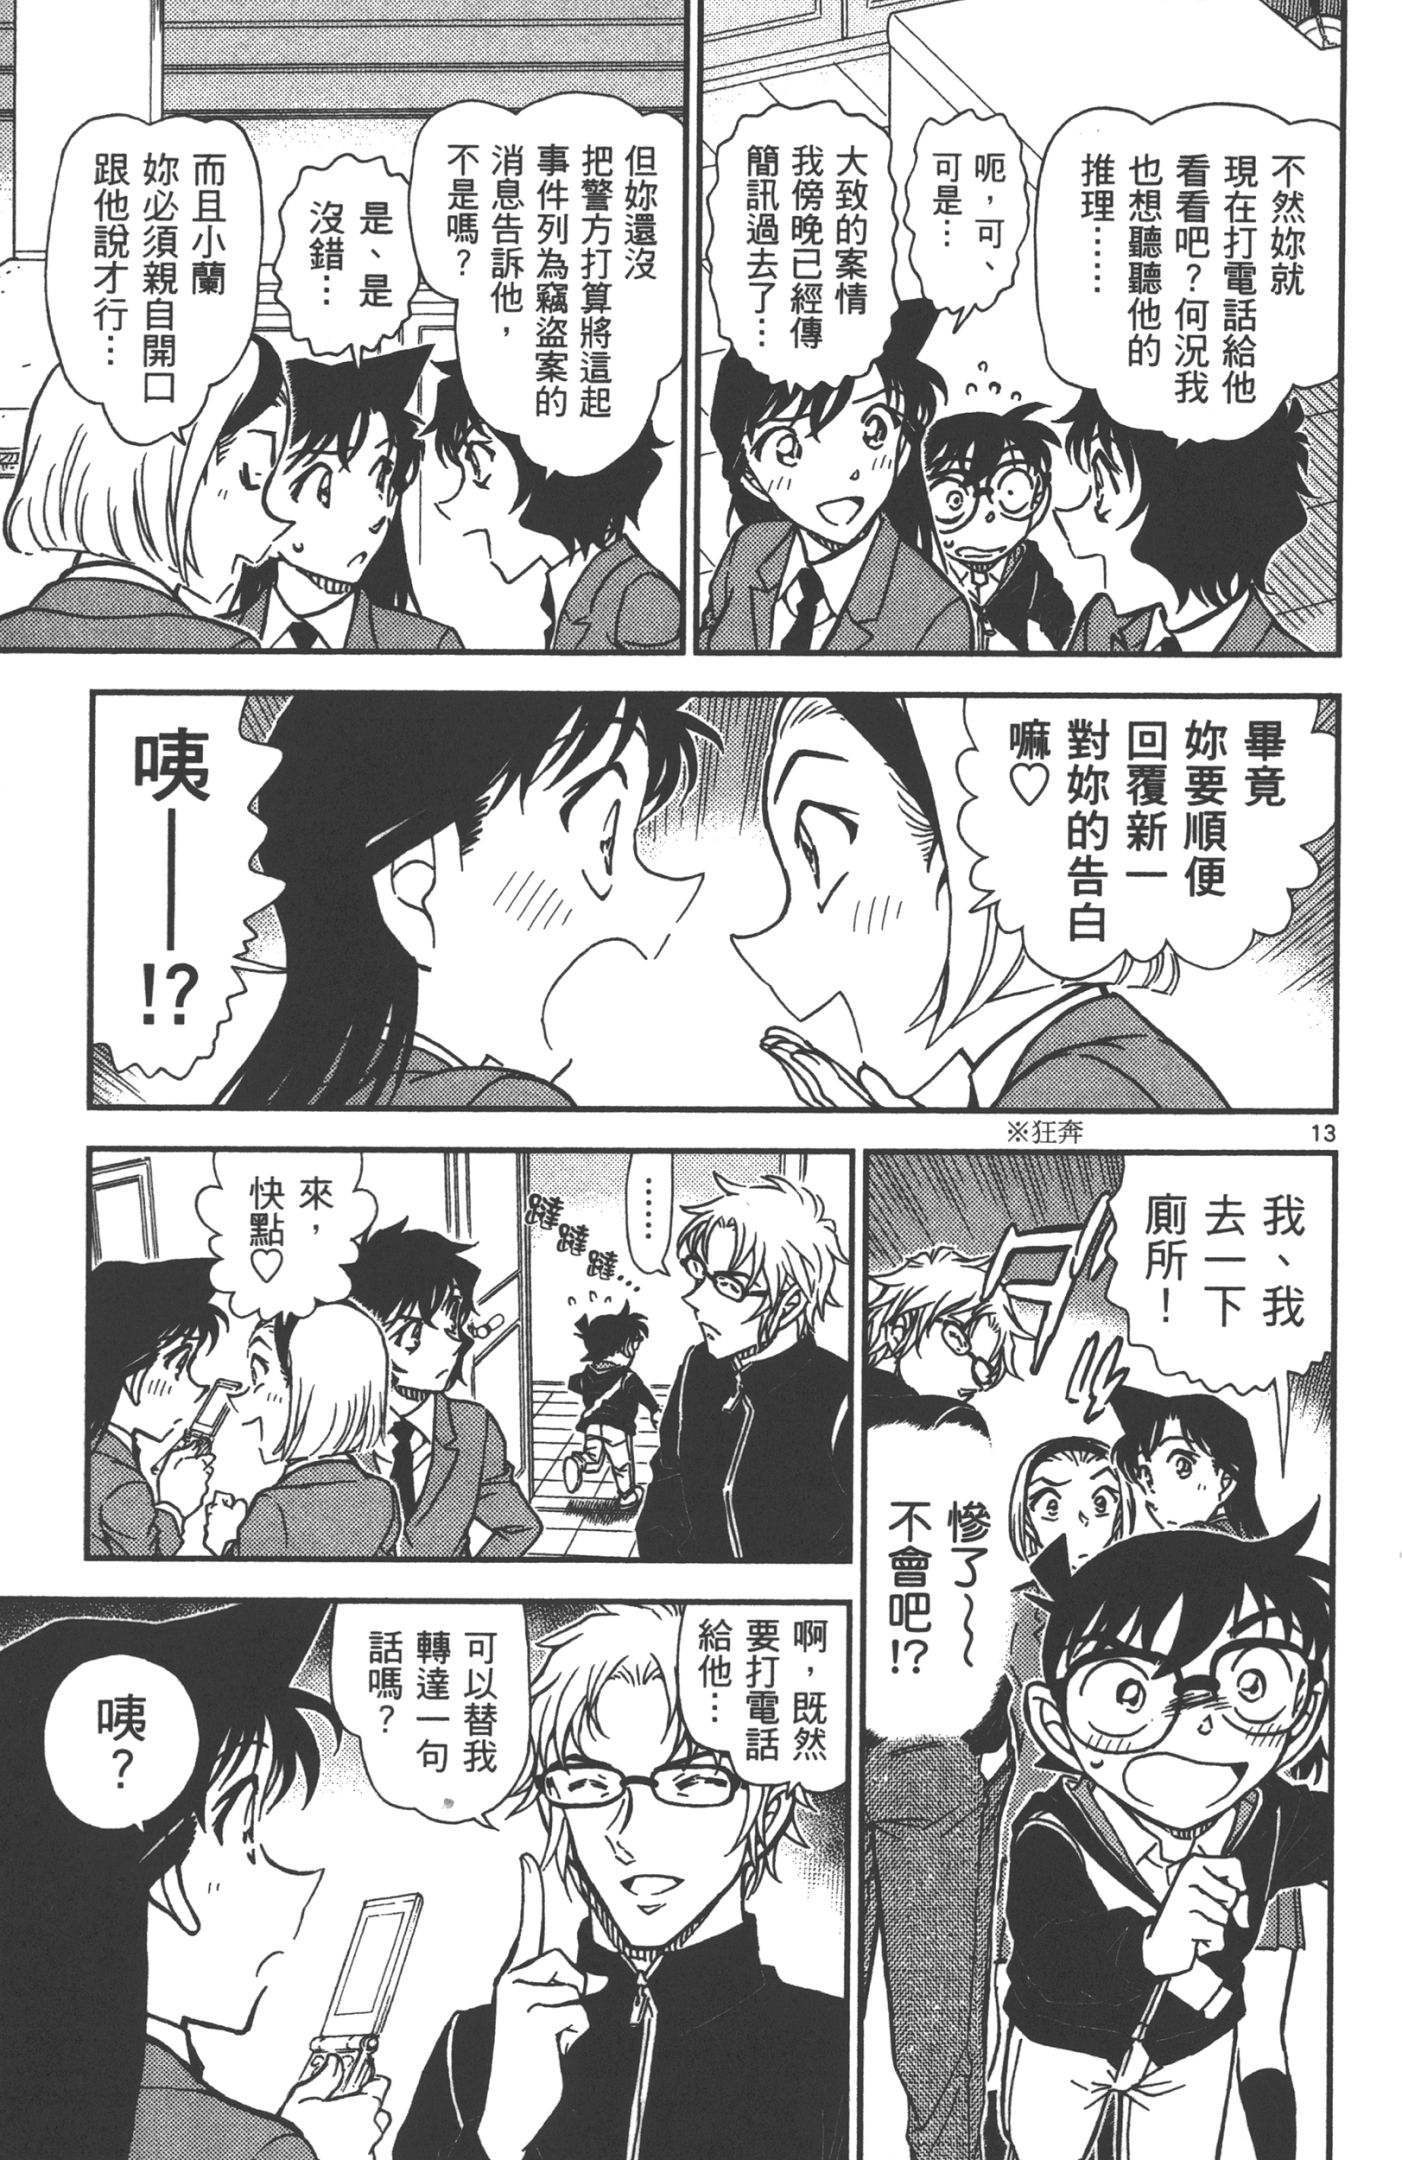 不然妳就
現在打電話給他
看看吧?何況我
也想聽聽他的
推理……
呃,可、
可是…
大致的案情
我傍晚已經傳
簡訊過去了…
但妳還沒
把警方打算將這起
事件列為竊盜案的
消息告訴他,
不是嗎?
是、是
沒錯…
而且小蘭
妳必須親自開口
跟他說才行…
畢竟
妳要順便
回覆新一
對妳的告白
嘛♡
咦——!?
13
※狂奔
我、我
去一下
廁所!
慘了~~
不會吧!?
……
躂躂躂…
來,
快點♡
啊,既然
要打電話
給他…
可以替我
轉達一句
話嗎?
咦?